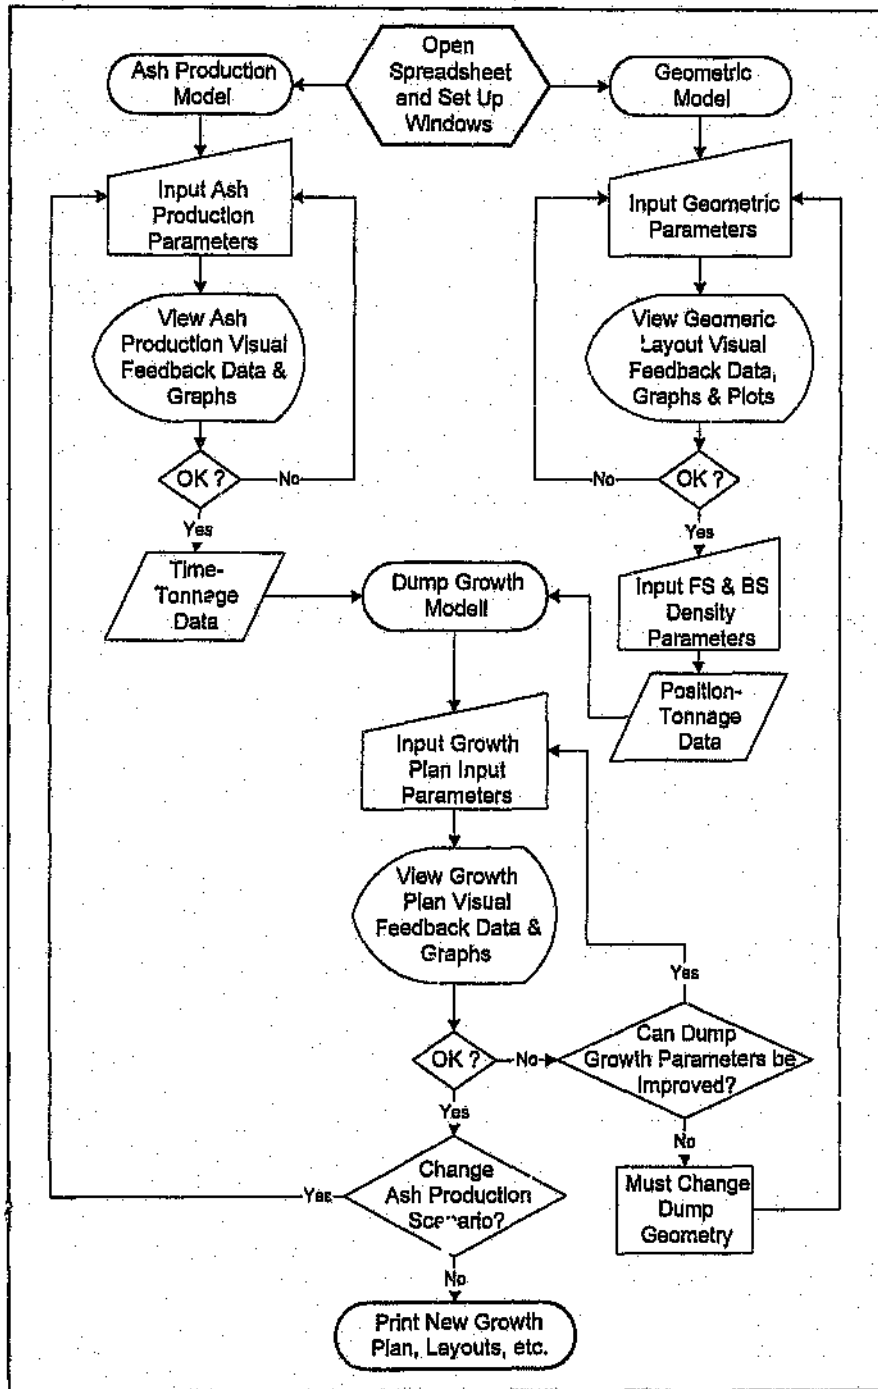 Open
Spreadsheet
and Set Up
Windows
Ash Production
Model
Geometric
Model
Input Ash
Production
Parameters
Input Geometric
Parameters
View Ash
Production Visual
Feedback Data &
Graphs
View Geomeric
Layout Visual
Feedback Data,
Graphs & Plots
OK ?
No
No
OK ?
Yes
Yes
Time-
Tonnage
Data
Dump Growth
Modell
Input FS & BS
Density
Parameters
Position-
Tonnage
Data
Input Growth
Plan Input
Parameters
View Growth
Plan Visual
Feedback Data &
Graphs
Yes
OK ?
No
Can Dump
Growth Parameters be
Improved?
Yes
No
Change
Ash Production
Scenario?
Yes
Must Change
Dump
Geometry
No
Print New Growth
Plan, Layouts, etc.